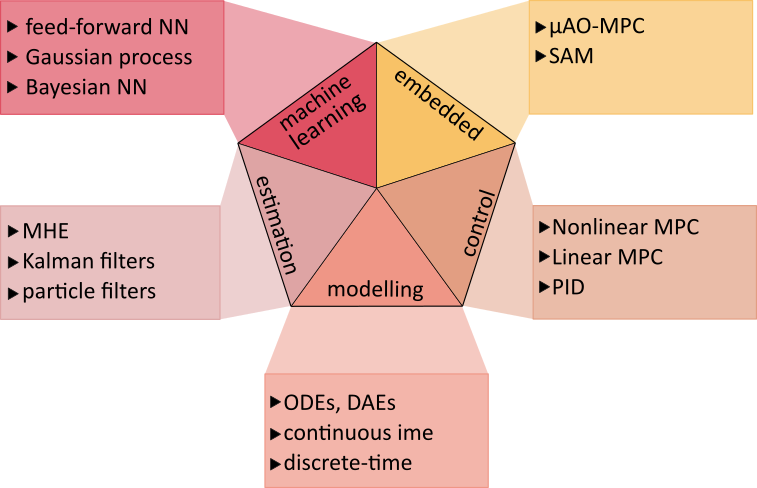 feed-forward NN
Gaussian process
Bayesian NN
µAO-MPC
SAM
machine
learning
embedded
estimation
control
modelling
MHE
Kalman filters
particle filters
Nonlinear MPC
Linear MPC
PID
ODEs, DAEs
continuous ime
discrete-time